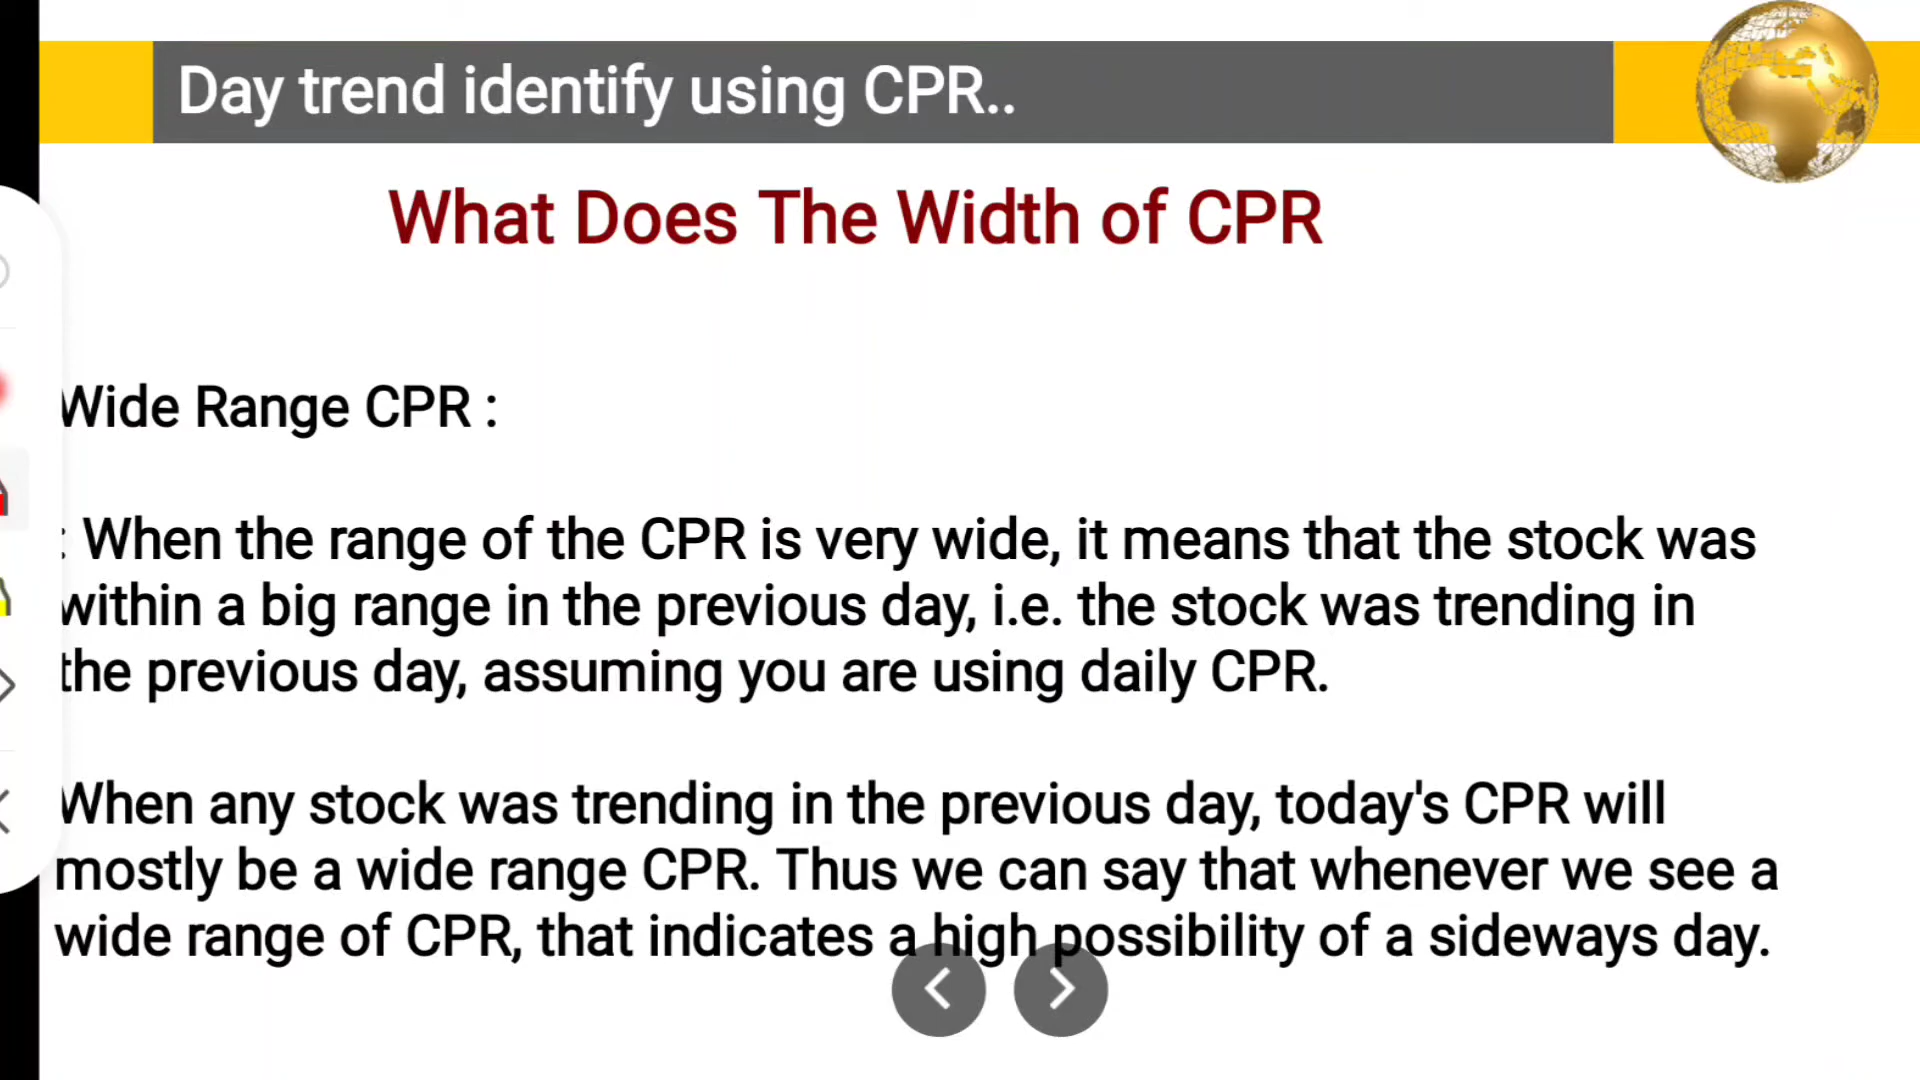 Day trend identify using CPR..
What Does The Width of CPR
Wide Range CPR :
: When the range of the CPR is very wide, it means that the stock was
within a big range in the previous day, i.e. the stock was trending in
the previous day, assuming you are using daily CPR.
When any stock was trending in the previous day, today's CPR will
mostly be a wide range CPR. Thus we can say that whenever we see a
wide range of CPR, that indicates a high possibility of a sideways day.